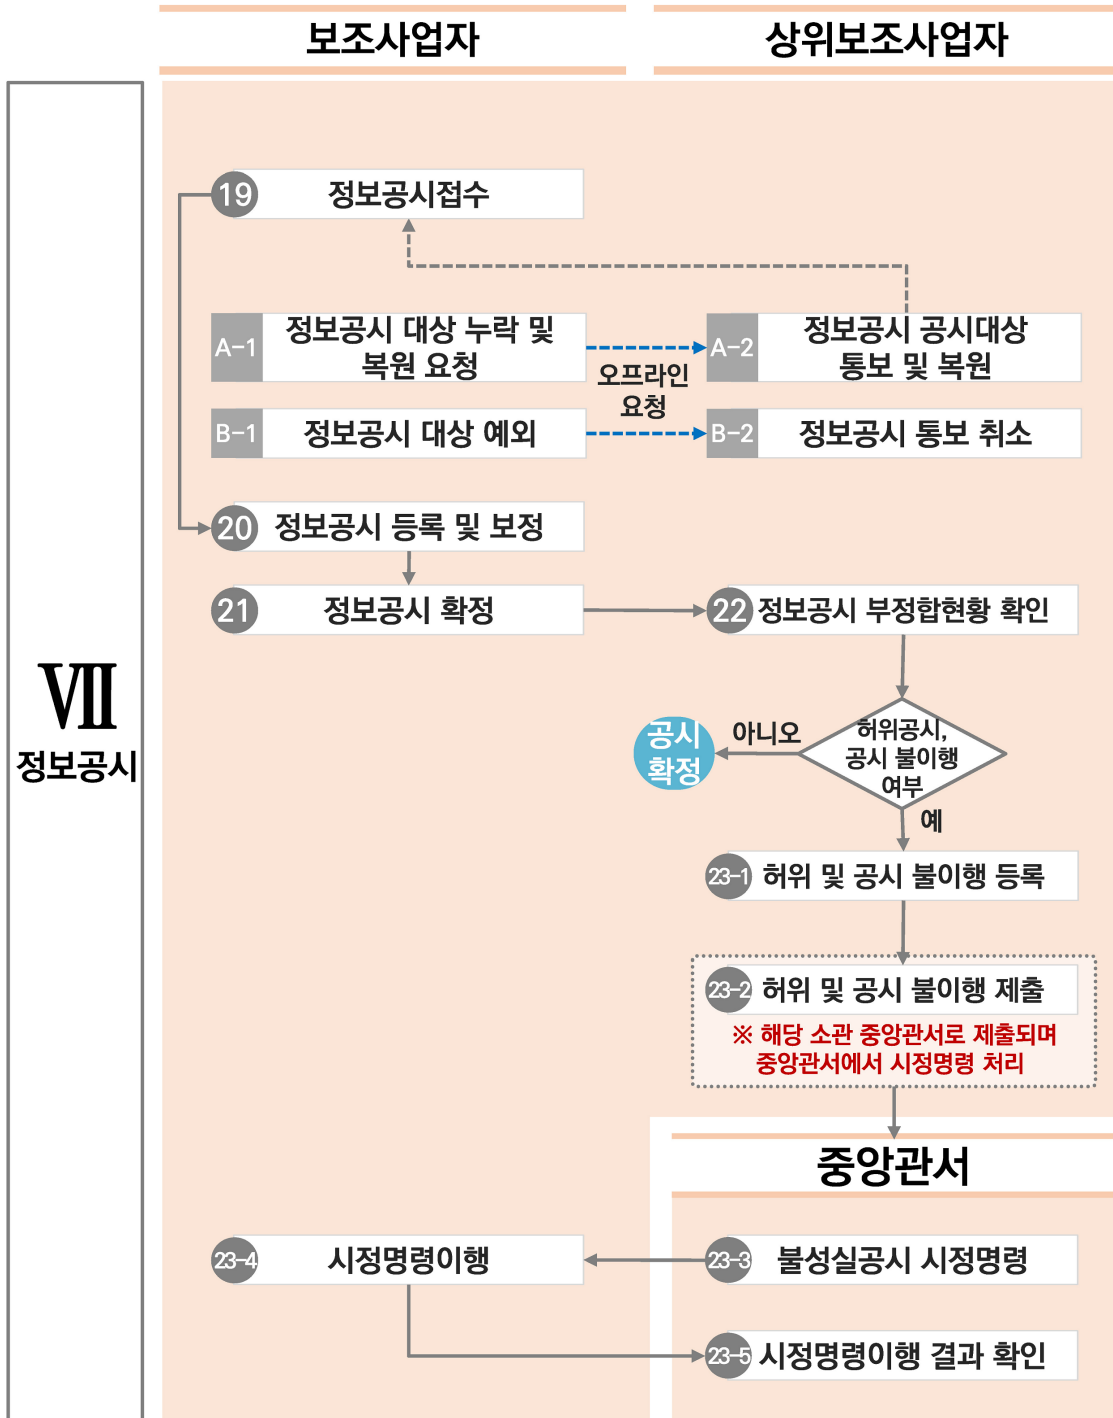 보조사업자
상위보조사업자
Ⅶ
정보공시
19 정보공시접수
A-1 정보공시 대상 누락 및
복원 요청
오프라인
요청
A-2 정보공시 공시대상
통보 및 복원
B-1 정보공시 대상 예외
B-2 정보공시 통보 취소
20 정보공시 등록 및 보정
21 정보공시 확정
22 정보공시 부정합현황 확인
허위공시,
공시 불이행
여부
아니오
공시
확정
예
23-1 허위 및 공시 불이행 등록
23-2 허위 및 공시 불이행 제출
※ 해당 소관 중앙관서로 제출되며
중앙관서에서 시정명령 처리
중앙관서
23-3 불성실공시 시정명령
23-4 시정명령이행
23-5 시정명령이행 결과 확인